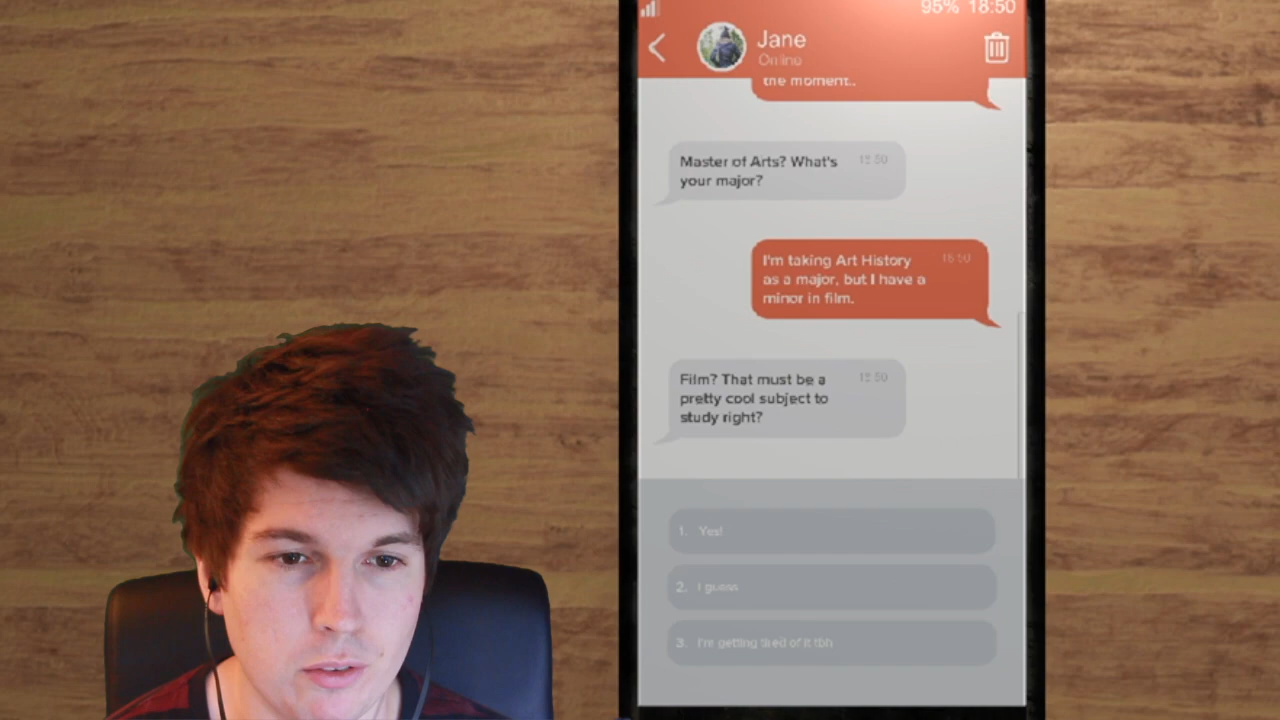 95% 18:50
Jane
Online
the moment..
Master of Arts? What's
your major?
I'm taking Art History
as a major, but I have a
minor in film.
Film? That must be a
pretty cool subject to
study right?
1. Yes!
2. I guess
3. I'm getting tired of it tbh